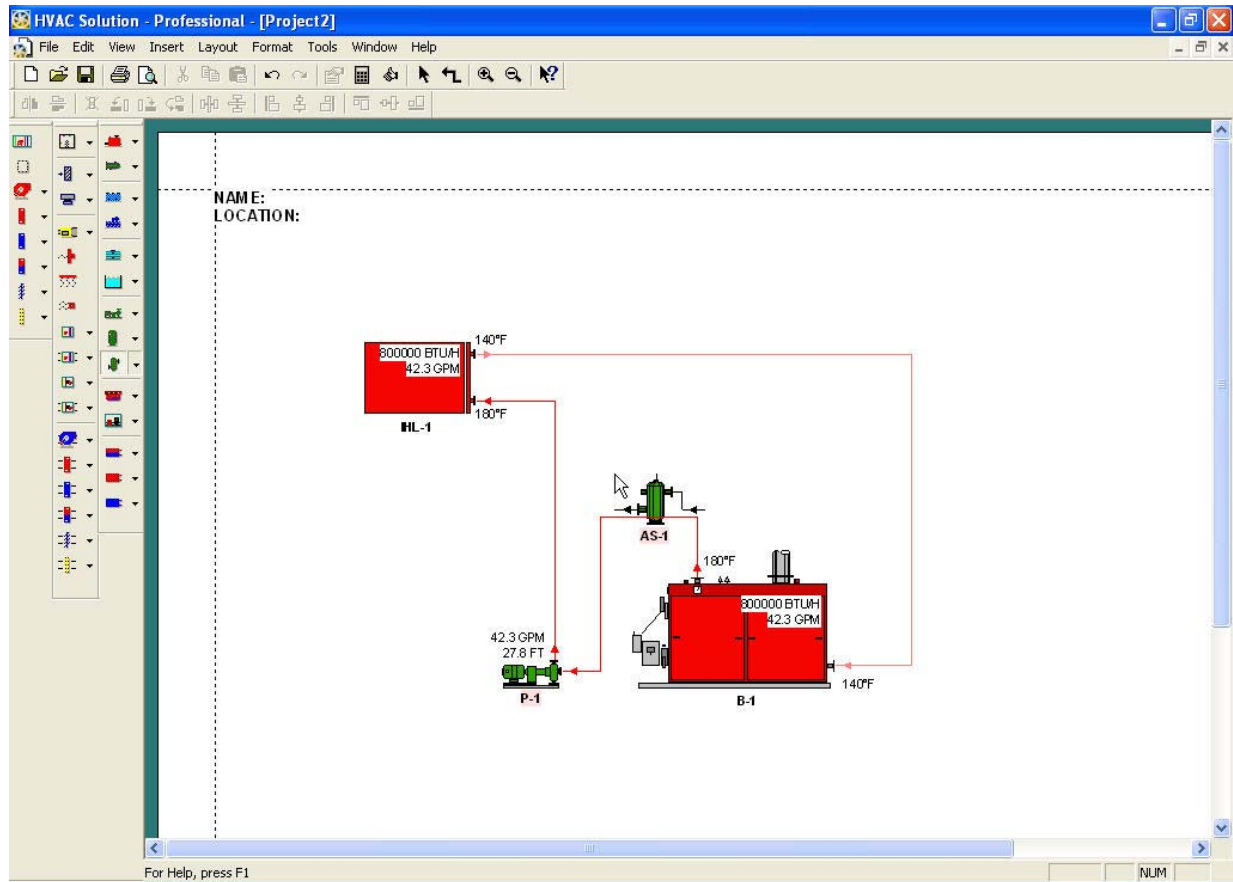 HVAC Solution - Professional - [Project2]
File Edit View Insert Layout Format Tools Window Help
NAME:
LOCATION:
140°F
800000 BTU/H
42.3 GPM
180°F
IHL-1
AS-1
180°F
800000 BTU/H
42.3 GPM
42.3 GPM
27.8 FT
140°F
P-1
B-1
For Help, press F1
NUM